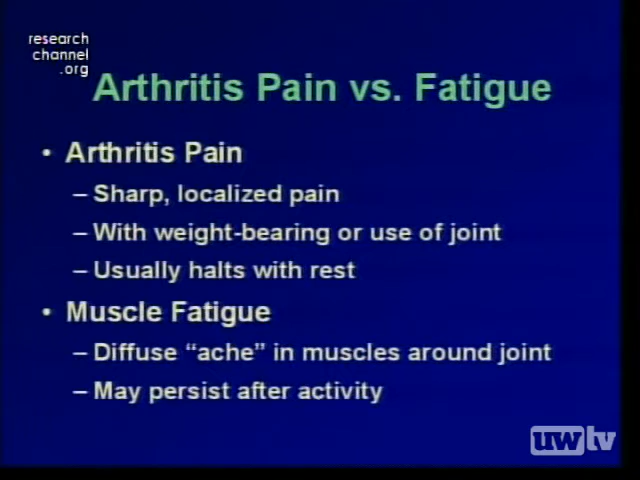 research
channel
.org
Arthritis Pain vs. Fatigue
• Arthritis Pain
– Sharp, localized pain
– With weight-bearing or use of joint
– Usually halts with rest
• Muscle Fatigue
– Diffuse “ache” in muscles around joint
– May persist after activity
uwtv